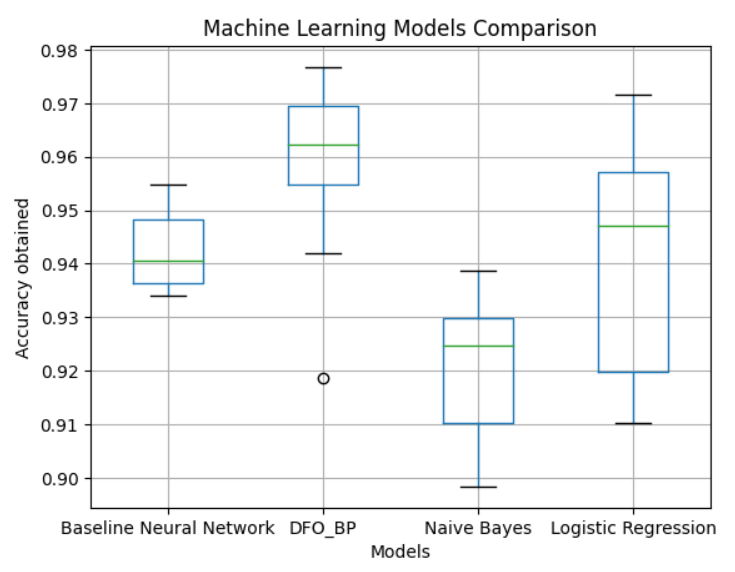 Machine Learning Models Comparison
0.98
0.97
0.96
0.95
0.94
0.93
0.92
0.91
0.90
Accuracy obtained
Baseline Neural Network DFO_BP Naive Bayes Logistic Regression
Models